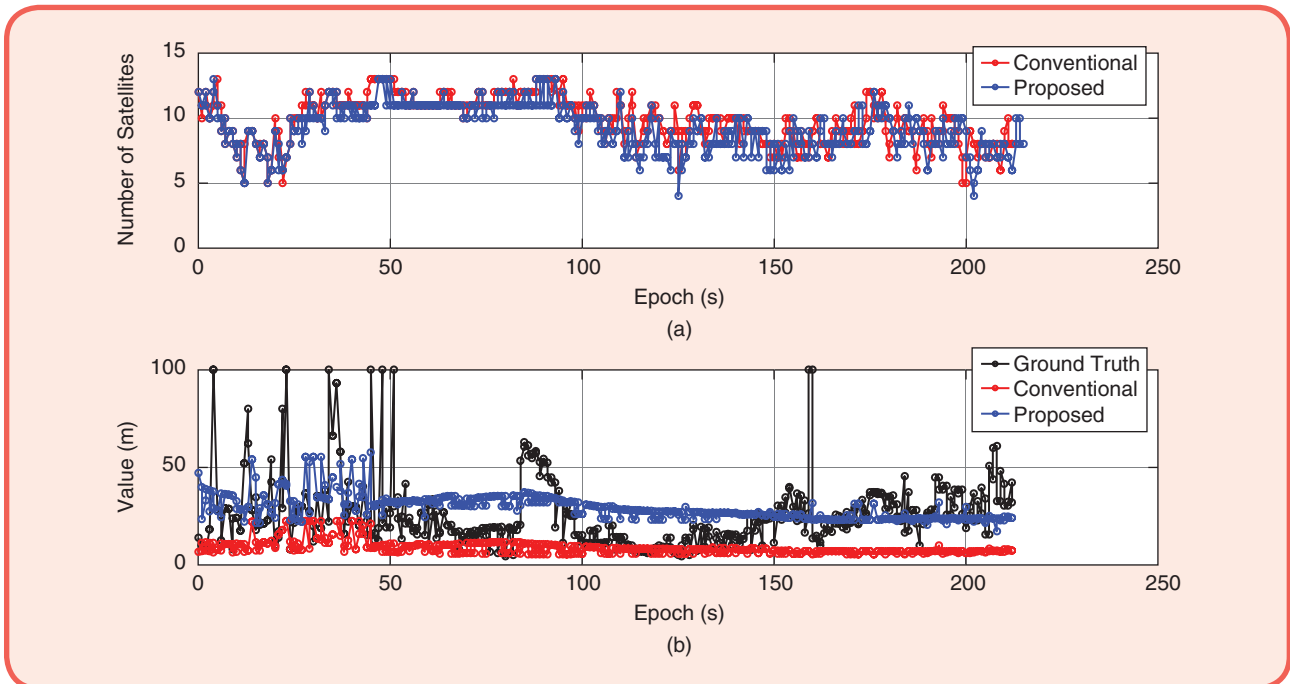 15
10
5
0
Number of Satellites
Conventional
Proposed
0 50 100 150 200 250
Epoch (s)
(a)
100
50
0
Value (m)
Ground Truth
Conventional
Proposed
0 50 100 150 200 250
Epoch (s)
(b)